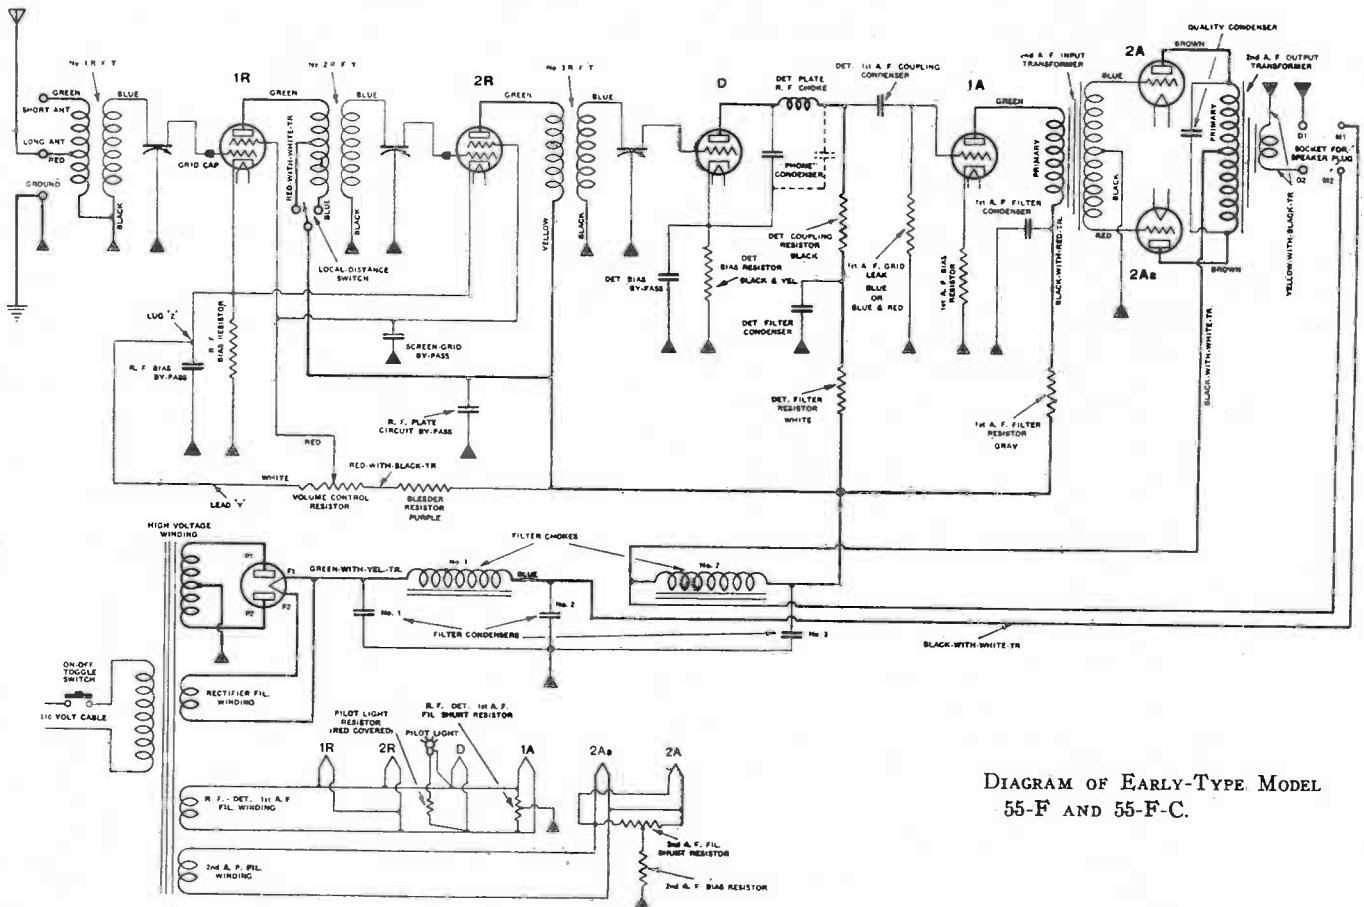 QUALITY CONDENSER
No 1 R F T
No 2 R F T
No 3 R F T
1R
2R
D
1A
2A
2Aa
DET PLATE
R. F. CHOKE
DET. 1st A. F. COUPLING
CONDENSER
2nd A. F. INPUT
TRANSFORMER
BROWN
2nd A. F. OUTPUT
TRANSFORMER
GREEN
BLUE
GREEN
BLUE
GREEN
BLUE
GREEN
BLUE
SHORT ANT
LONG ANT
RED
GROUND
BLACK
GRID CAP
RED-WITH-WHITE-TR
BLUE
BLACK
LOCAL-DISTANCE
SWITCH
YELLOW
BLACK
PHONE
CONDENSER
DET BIAS
BY-PASS
DET
BIAS RESISTOR
BLACK & YEL.
DET COUPLING
RESISTOR
BLACK
DET FILTER
CONDENSER
1st A. F. GRID
LEAK
BLUE
OR
BLUE & RED
1st A. F. BIAS
RESISTOR
1st A. F. FILTER
CONDENSER
PRIMARY
BLACK-WITH-RED-TR.
BLACK
RED
PRIMARY
BROWN
D1
M1
SOCKET FOR
SPEAKER PLUG
D2
M2
YELLOW-WITH-BLACK-TR
BLACK-WITH-WHITE-TR.
LUG "Z"
R. F. BIAS
BY-PASS
R. F.
BIAS RESISTOR
SCREEN-GRID
BY-PASS
R. F. PLATE
CIRCUIT BY-PASS
DET. FILTER
RESISTOR
WHITE
1st A. F. FILTER
RESISTOR
GRAY
RED
RED-WITH-BLACK-TR
WHITE
LEAD "Y"
VOLUME CONTROL
RESISTOR
BLEEDER
RESISTOR
PURPLE
HIGH VOLTAGE
WINDING
P1
P2
F1
F2
GREEN-WITH-YEL-TR.
FILTER CHOKES
No. 1
No. 2
BLUE
No. 1
No. 2
No. 3
FILTER CONDENSERS
BLACK-WITH-WHITE-TR
ON-OFF
TOGGLE
SWITCH
110 VOLT CABLE
RECTIFIER FIL.
WINDING
PILOT LIGHT
RESISTOR
(RED COVERED)
R. F. DET. 1st A. F.
FIL SHUNT RESISTOR
PILOT LIGHT
1R
2R
D
1A
2Aa
2A
R. F. - DET. 1st A. F
FIL. WINDING
2nd A. F. FIL.
WINDING
2nd A. F. FIL.
SHUNT RESISTOR
2nd A. F BIAS RESISTOR
DIAGRAM OF EARLY-TYPE MODEL
55-F AND 55-F-C.